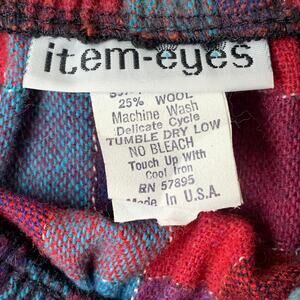 item-eyes
25% WOOL
Machine Wash
Delicate Cycle
TUMBLE DRY LOW
NO BLEACH
Touch Up With
Cool Iron
RN 57895
Made In U.S.A.